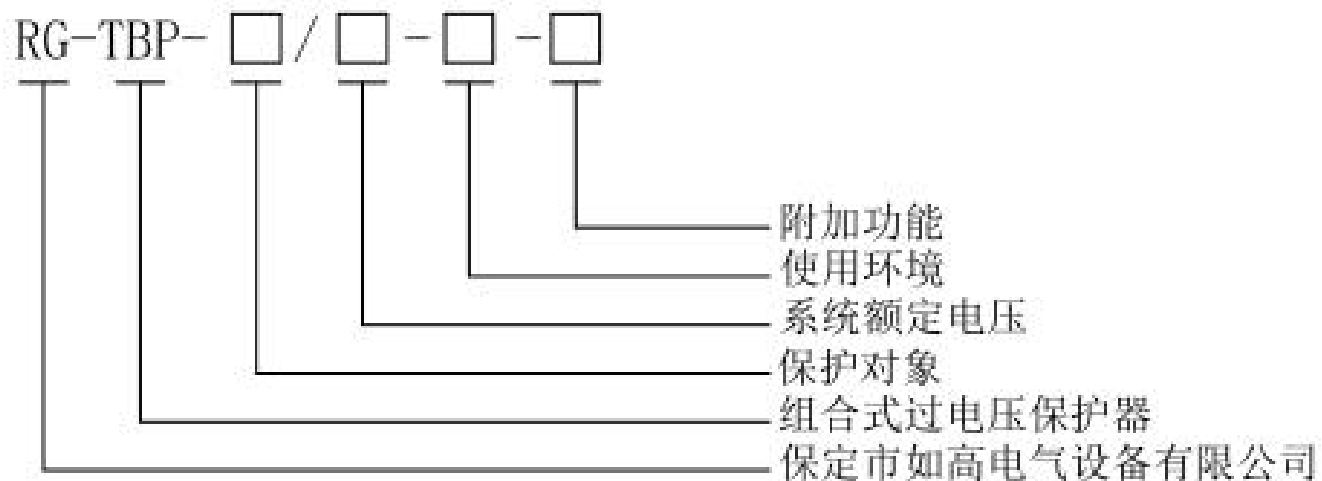 RG-TBP-□/□-□-□
附加功能
使用环境
系统额定电压
保护对象
组合式过电压保护器
保定市如高电气设备有限公司